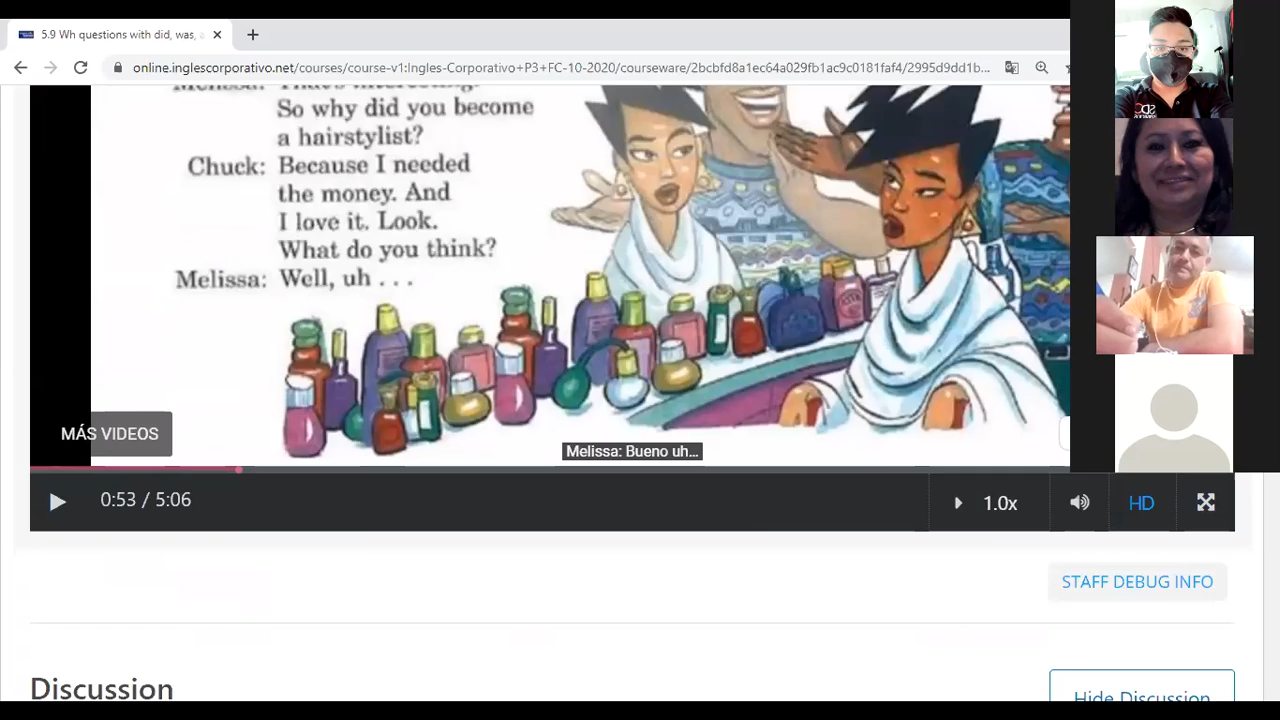 5.9 Wh questions with did, was, a
online.inglescorporativo.net/courses/course-v1:Ingles-Corporativo+P3+FC-10-2020/courseware/2bcbfd8a1ec64a029fb1ac9c0181faf4/2995d9dd1b...
Melissa: That's interesting!
So why did you become
a hairstylist?
Chuck: Because I needed
the money. And
I love it. Look.
What do you think?
Melissa: Well, uh . . .
MÁS VIDEOS
Melissa: Bueno uh...
0:53 / 5:06
1.0x
HD
STAFF DEBUG INFO
Discussion
Hide Discussion